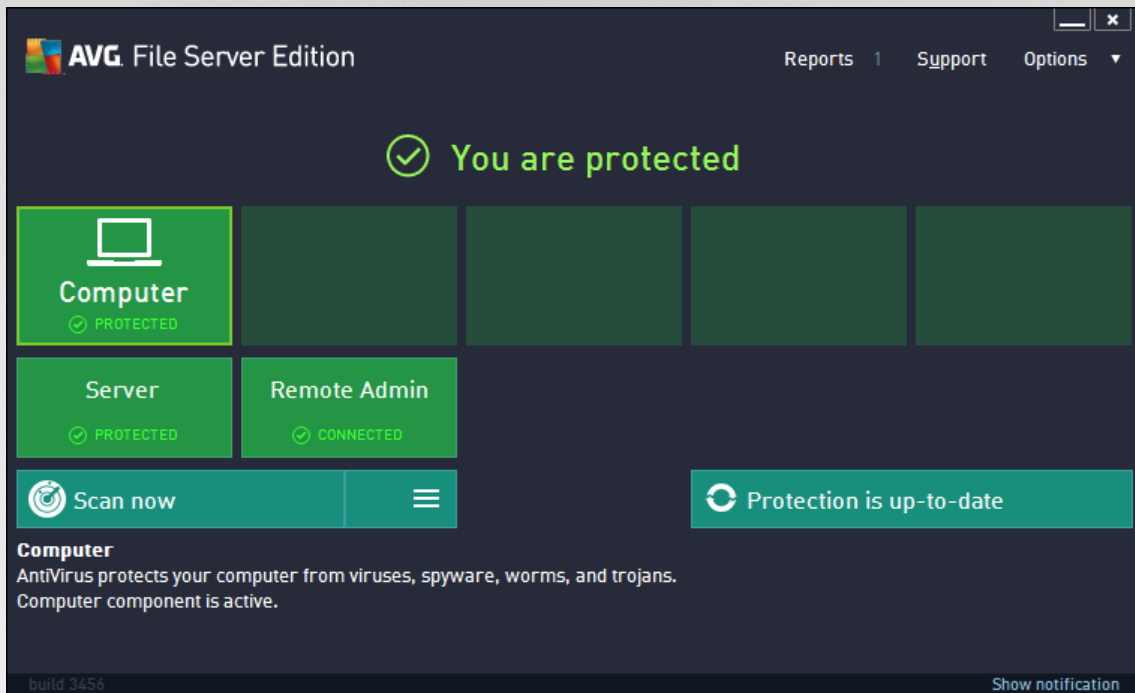 AVG. File Server Edition
Reports 1 Support Options
You are protected
Computer
PROTECTED
Server
PROTECTED
Remote Admin
CONNECTED
Scan now
Protection is up-to-date
Computer
AntiVirus protects your computer from viruses, spyware, worms, and trojans.
Computer component is active.
build 3456
Show notification